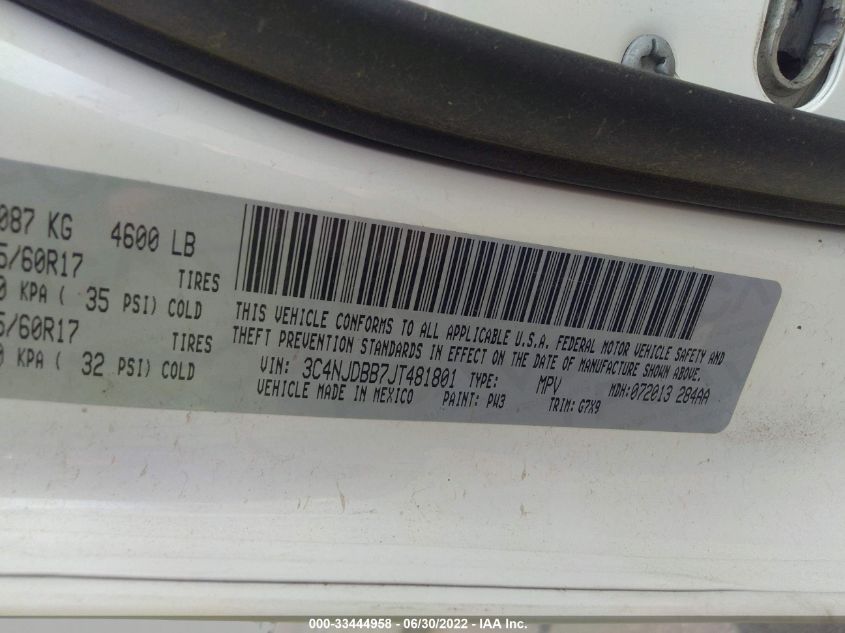 087 KG 4600 LB
5/60R17 TIRES
0 KPA ( 35 PSI) COLD
5/60R17 TIRES
0 KPA ( 32 PSI) COLD
THIS VEHICLE CONFORMS TO ALL APPLICABLE U.S.A. FEDERAL MOTOR VEHICLE SAFETY AND
THEFT PREVENTION STANDARDS IN EFFECT ON THE DATE OF MANUFACTURE SHOWN ABOVE.
VIN: 3C4NJDBB7JT481801 TYPE: MPV MDH:072013 284AA
VEHICLE MADE IN MEXICO PAINT: PW3 TRIM: G7X9
000-33444958 - 06/30/2022 - IAA Inc.